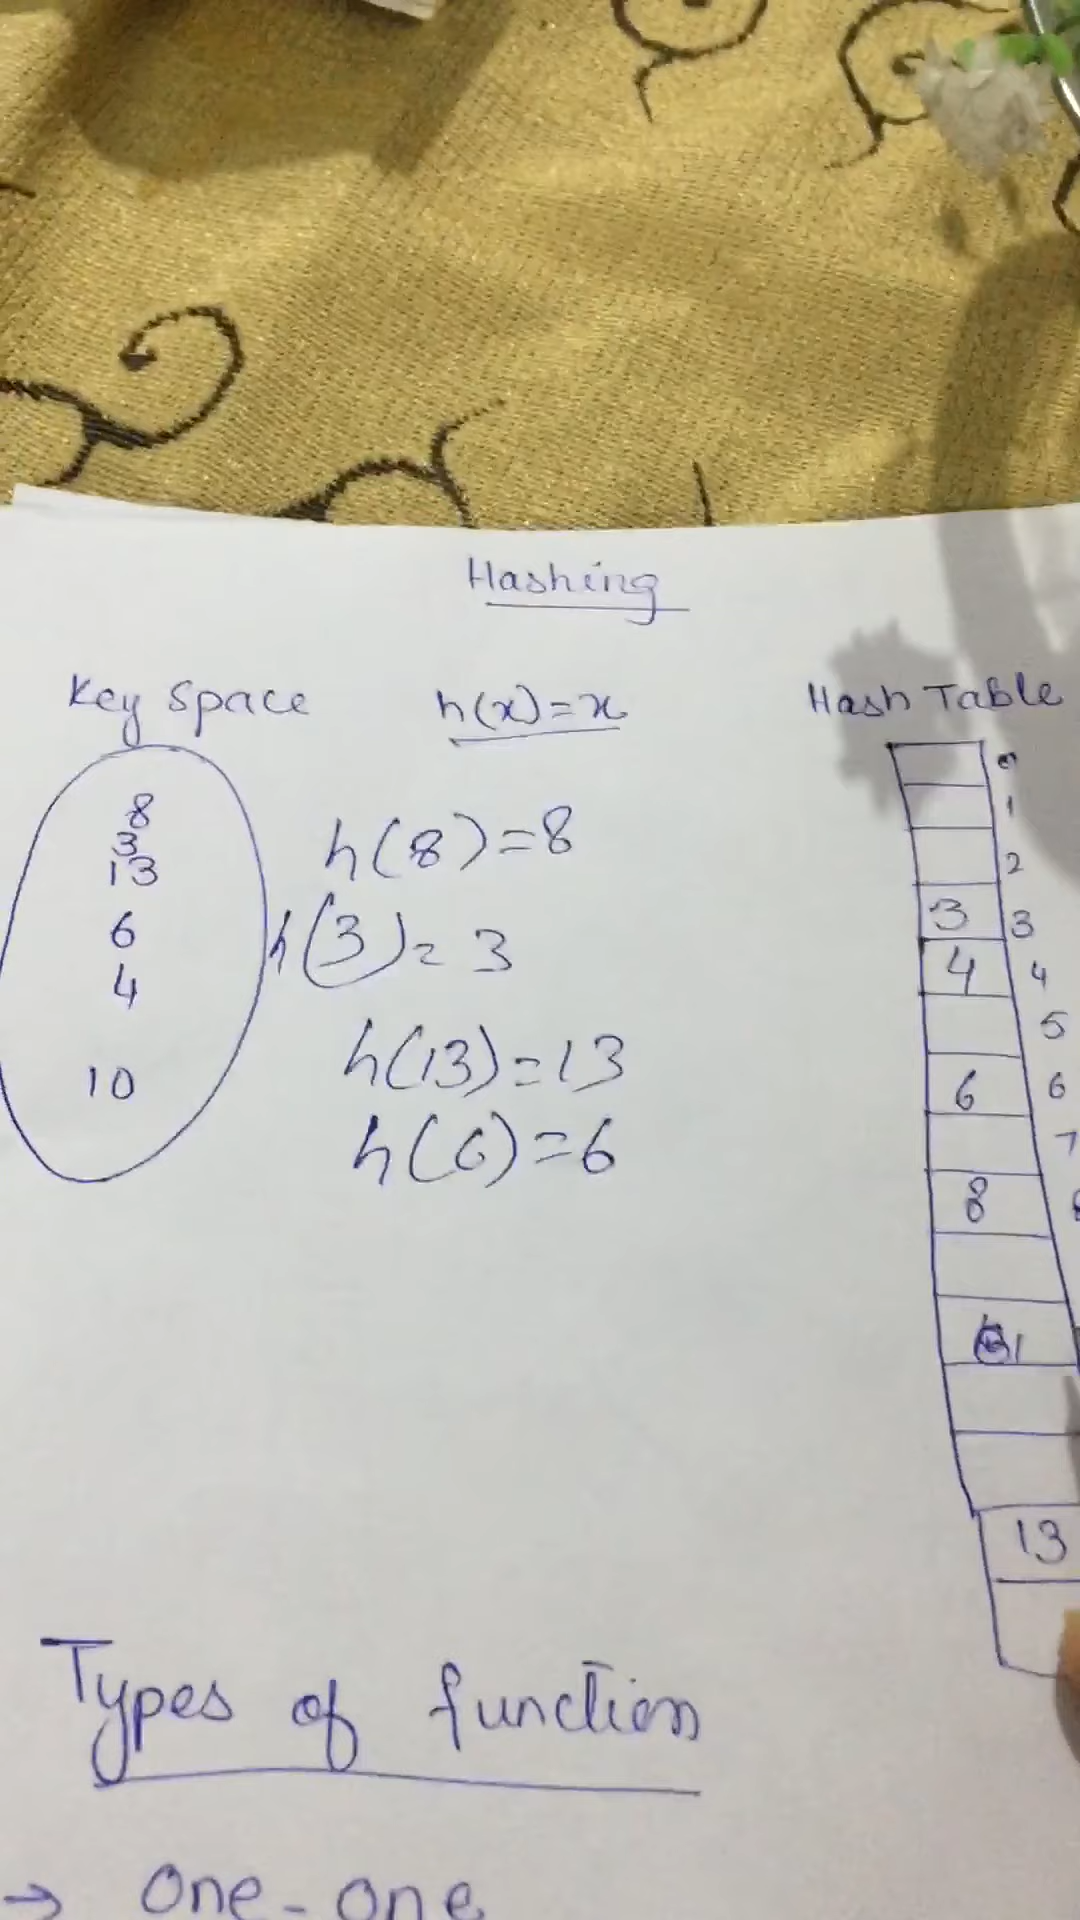 Hashing
Key Space
h(x)=x
Hash Table
8
3
13
6
4
10
h(8)=8
h(3)=3
h(13)=13
h(6)=6
0
1
2
3 3
4 4
5
6 6
7
8
13
Types of function
→ One-One